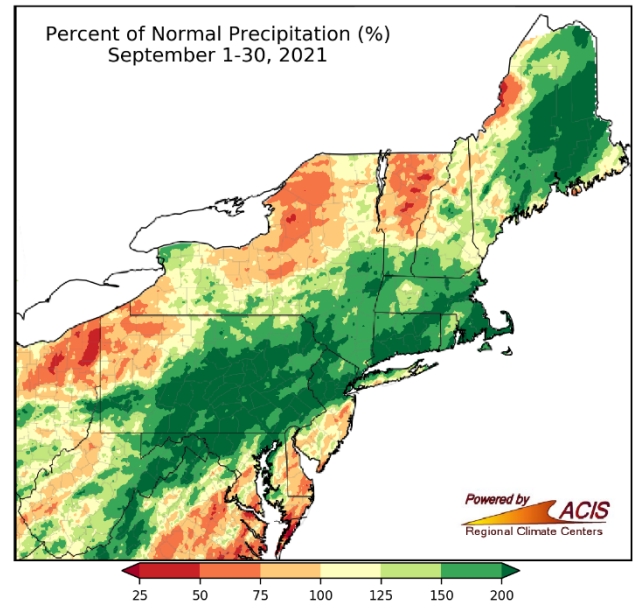 Percent of Normal Precipitation (%)
September 1-30, 2021
Powered by
ACIS
Regional Climate Centers
25 50 75 100 125 150 200